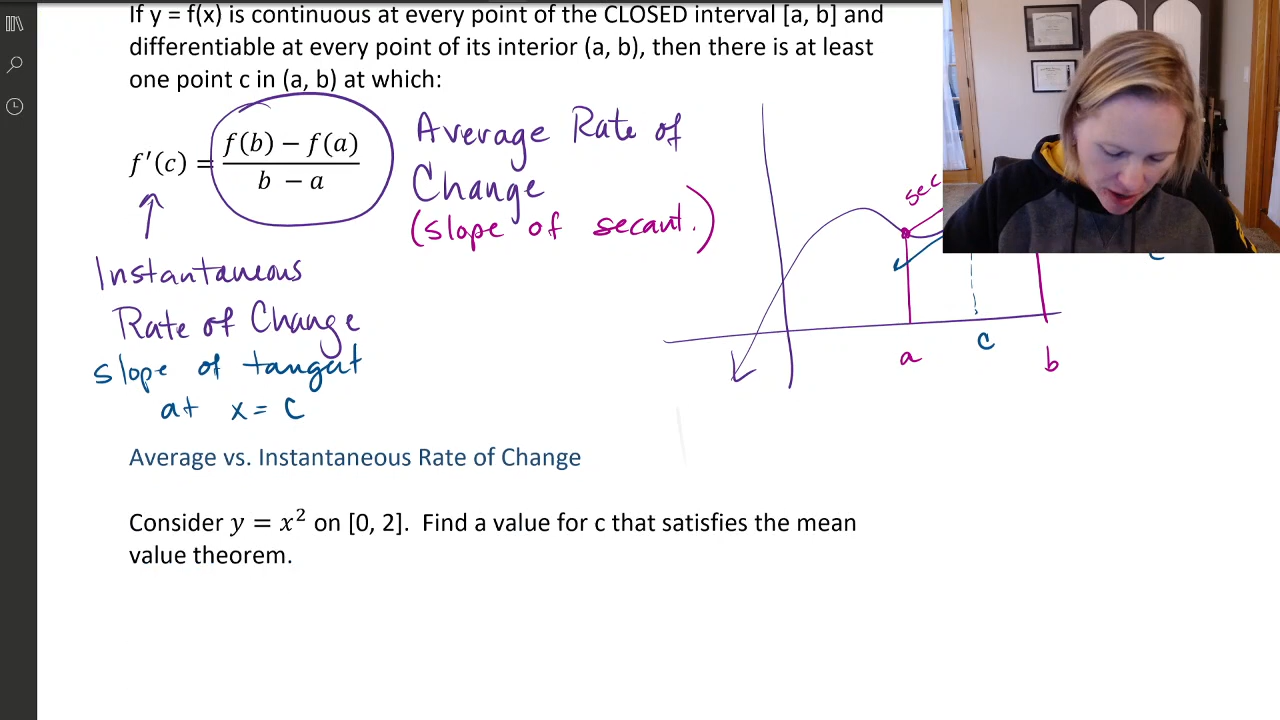 If y = f(x) is continuous at every point of the CLOSED interval [a, b] and
differentiable at every point of its interior (a, b), then there is at least
one point c in (a, b) at which:
f′(c) = f(b) − f(a)
b − a
Average Rate of
Change
(slope of secant.)
Instantaneous
Rate of Change
slope of tangent
at x = c
sec
a
c
b
Average vs. Instantaneous Rate of Change
Consider y = x² on [0, 2]. Find a value for c that satisfies the mean
value theorem.